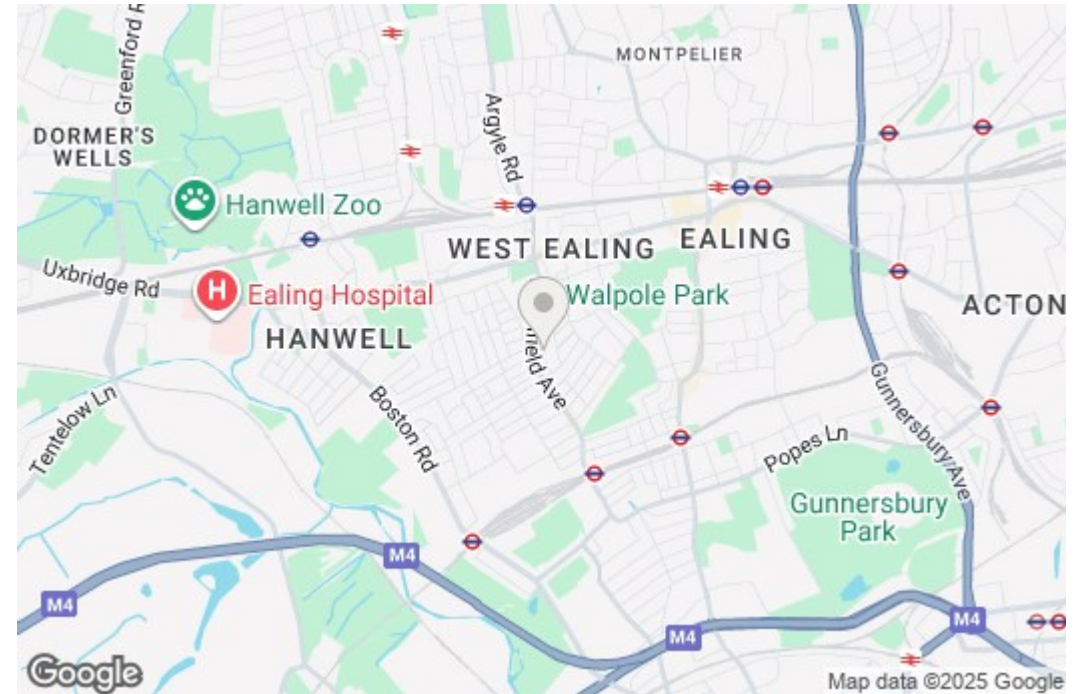 Greenford R
MONTPELIER
DORMER'S
WELLS
Argyle Rd
Hanwell Zoo
WEST EALING
EALING
Uxbridge Rd
H
Ealing Hospital
Walpole Park
ACTON
HANWELL
field Ave
Boston Rd
Gunnersbury Ave
Tentelow Ln
Popes Ln
Gunnersbury
Park
M4
M4
M4
M4
Google
Map data ©2025 Google